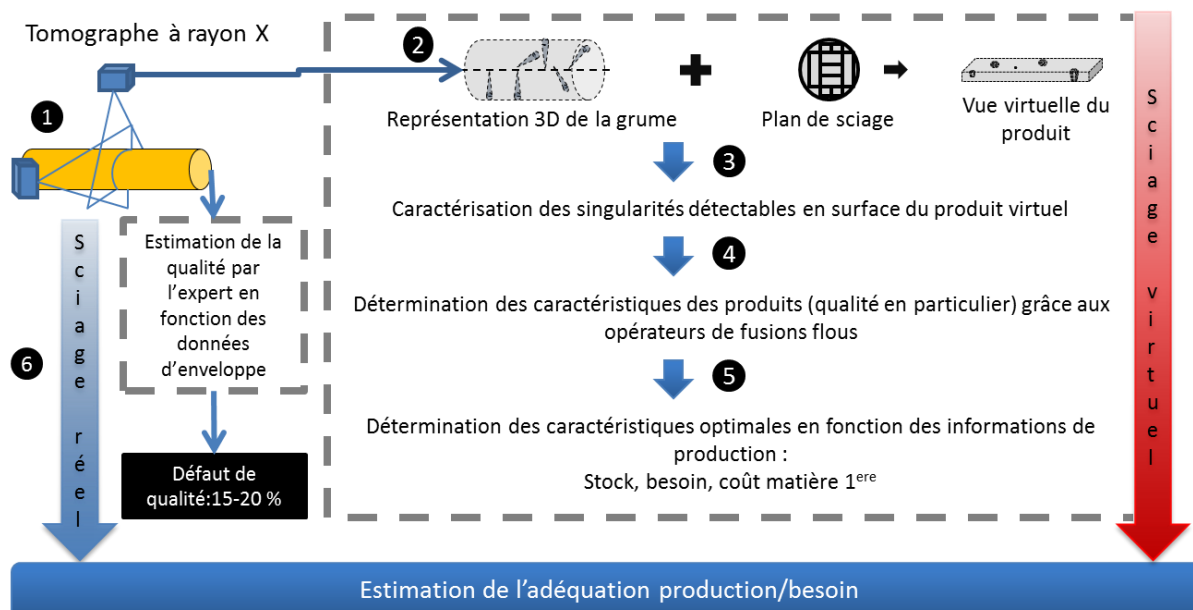 Tomographe à rayon X
1
2
Représentation 3D de la grume
Plan de sciage
Vue virtuelle du
produit
3
Caractérisation des singularités détectables en surface du produit virtuel
4
Détermination des caractéristiques des produits (qualité en particulier) grâce aux
opérateurs de fusions flous
5
Détermination des caractéristiques optimales en fonction des informations de
production :
Stock, besoin, coût matière 1ere
Estimation de la
qualité par
l'expert en
fonction des
données
d'enveloppe
Défaut de
qualité:15-20 %
6
Sciage réel
Sciage virtuel
Estimation de l'adéquation production/besoin